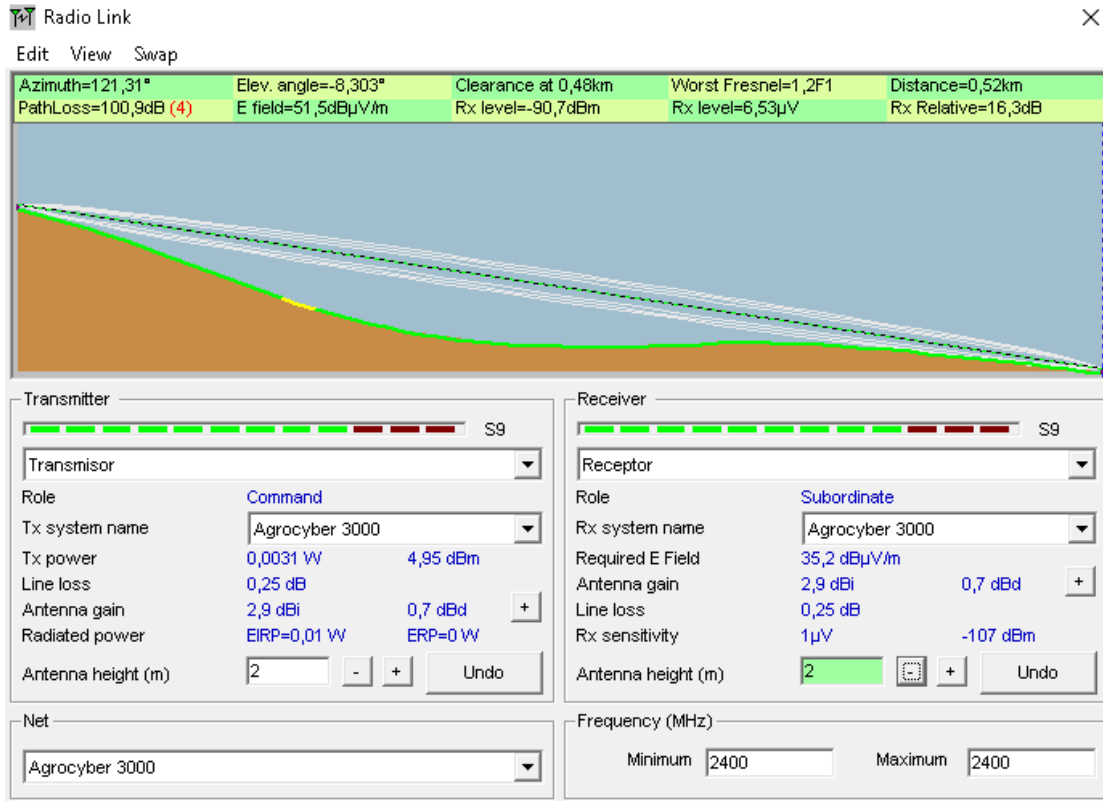 Radio Link
Edit View Swap
Azimuth=121,31° Elev. angle=-8,303° Clearance at 0,48km Worst Fresnel=1,2F1 Distance=0,52km
PathLoss=100,9dB (4) E field=51,5dBµV/m Rx level=-90,7dBm Rx level=6,53µV Rx Relative=16,3dB
Transmitter
S9
Transmisor
Role Command
Tx system name Agrocyber 3000
Tx power 0,0031 W 4,95 dBm
Line loss 0,25 dB
Antenna gain 2,9 dBi 0,7 dBd +
Radiated power EIRP=0,01 W ERP=0 W
Antenna height (m) 2 - + Undo
Receiver
S9
Receptor
Role Subordinate
Rx system name Agrocyber 3000
Required E Field 35,2 dBµV/m
Antenna gain 2,9 dBi 0,7 dBd +
Line loss 0,25 dB
Rx sensitivity 1µV -107 dBm
Antenna height (m) 2 - + Undo
Net
Agrocyber 3000
Frequency (MHz)
Minimum 2400 Maximum 2400